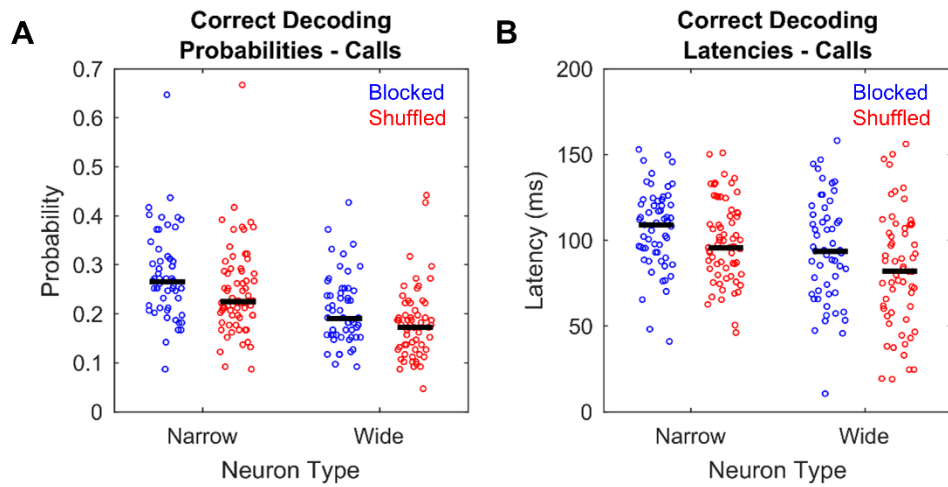 A
Correct Decoding
Probabilities - Calls
0.7
0.6
0.5
0.4
0.3
0.2
0.1
0
Probability
Blocked
Shuffled
Narrow
Wide
Neuron Type
B
Correct Decoding
Latencies - Calls
200
150
100
50
0
Latency (ms)
Blocked
Shuffled
Narrow
Wide
Neuron Type